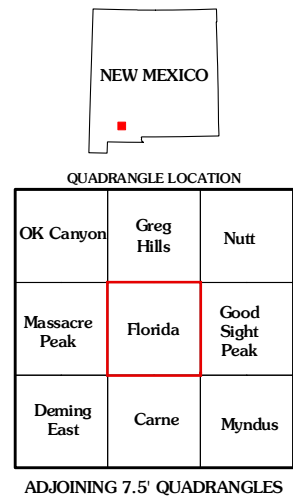 NEW MEXICO
QUADRANGLE LOCATION
OK Canyon
Greg
Hills
Nutt
Massacre
Peak
Florida
Good
Sight
Peak
Deming
East
Carne
Myndus
ADJOINING 7.5' QUADRANGLES